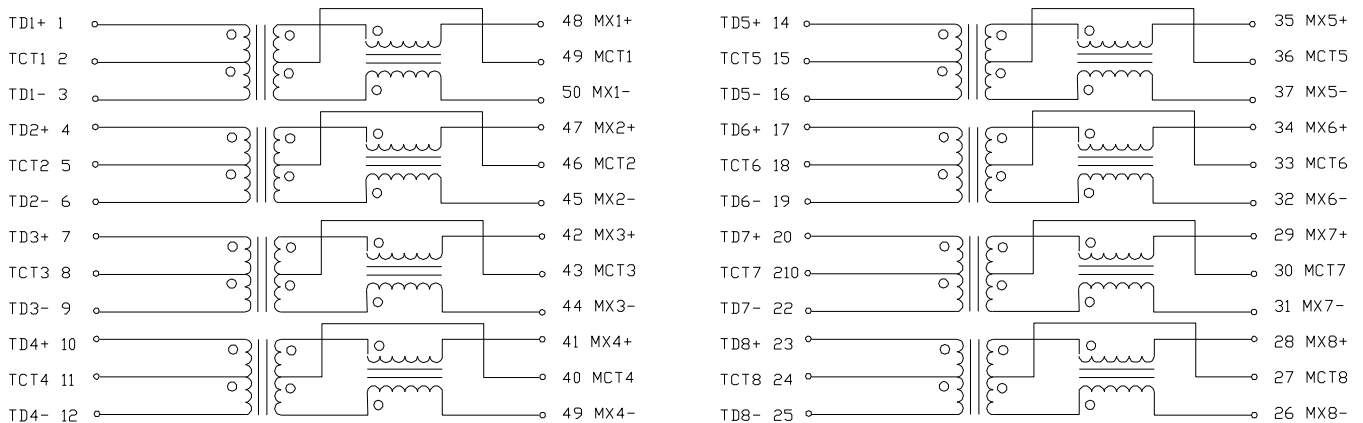 TD1+ 1 48 MX1+ TD5+ 14 35 MX5+
TCT1 2 49 MCT1 TCT5 15 36 MCT5
TD1- 3 50 MX1- TD5- 16 37 MX5-
TD2+ 4 47 MX2+ TD6+ 17 34 MX6+
TCT2 5 46 MCT2 TCT6 18 33 MCT6
TD2- 6 45 MX2- TD6- 19 32 MX6-
TD3+ 7 42 MX3+ TD7+ 20 29 MX7+
TCT3 8 43 MCT3 TCT7 210 30 MCT7
TD3- 9 44 MX3- TD7- 22 31 MX7-
TD4+ 10 41 MX4+ TD8+ 23 28 MX8+
TCT4 11 40 MCT4 TCT8 24 27 MCT8
TD4- 12 49 MX4- TD8- 25 26 MX8-